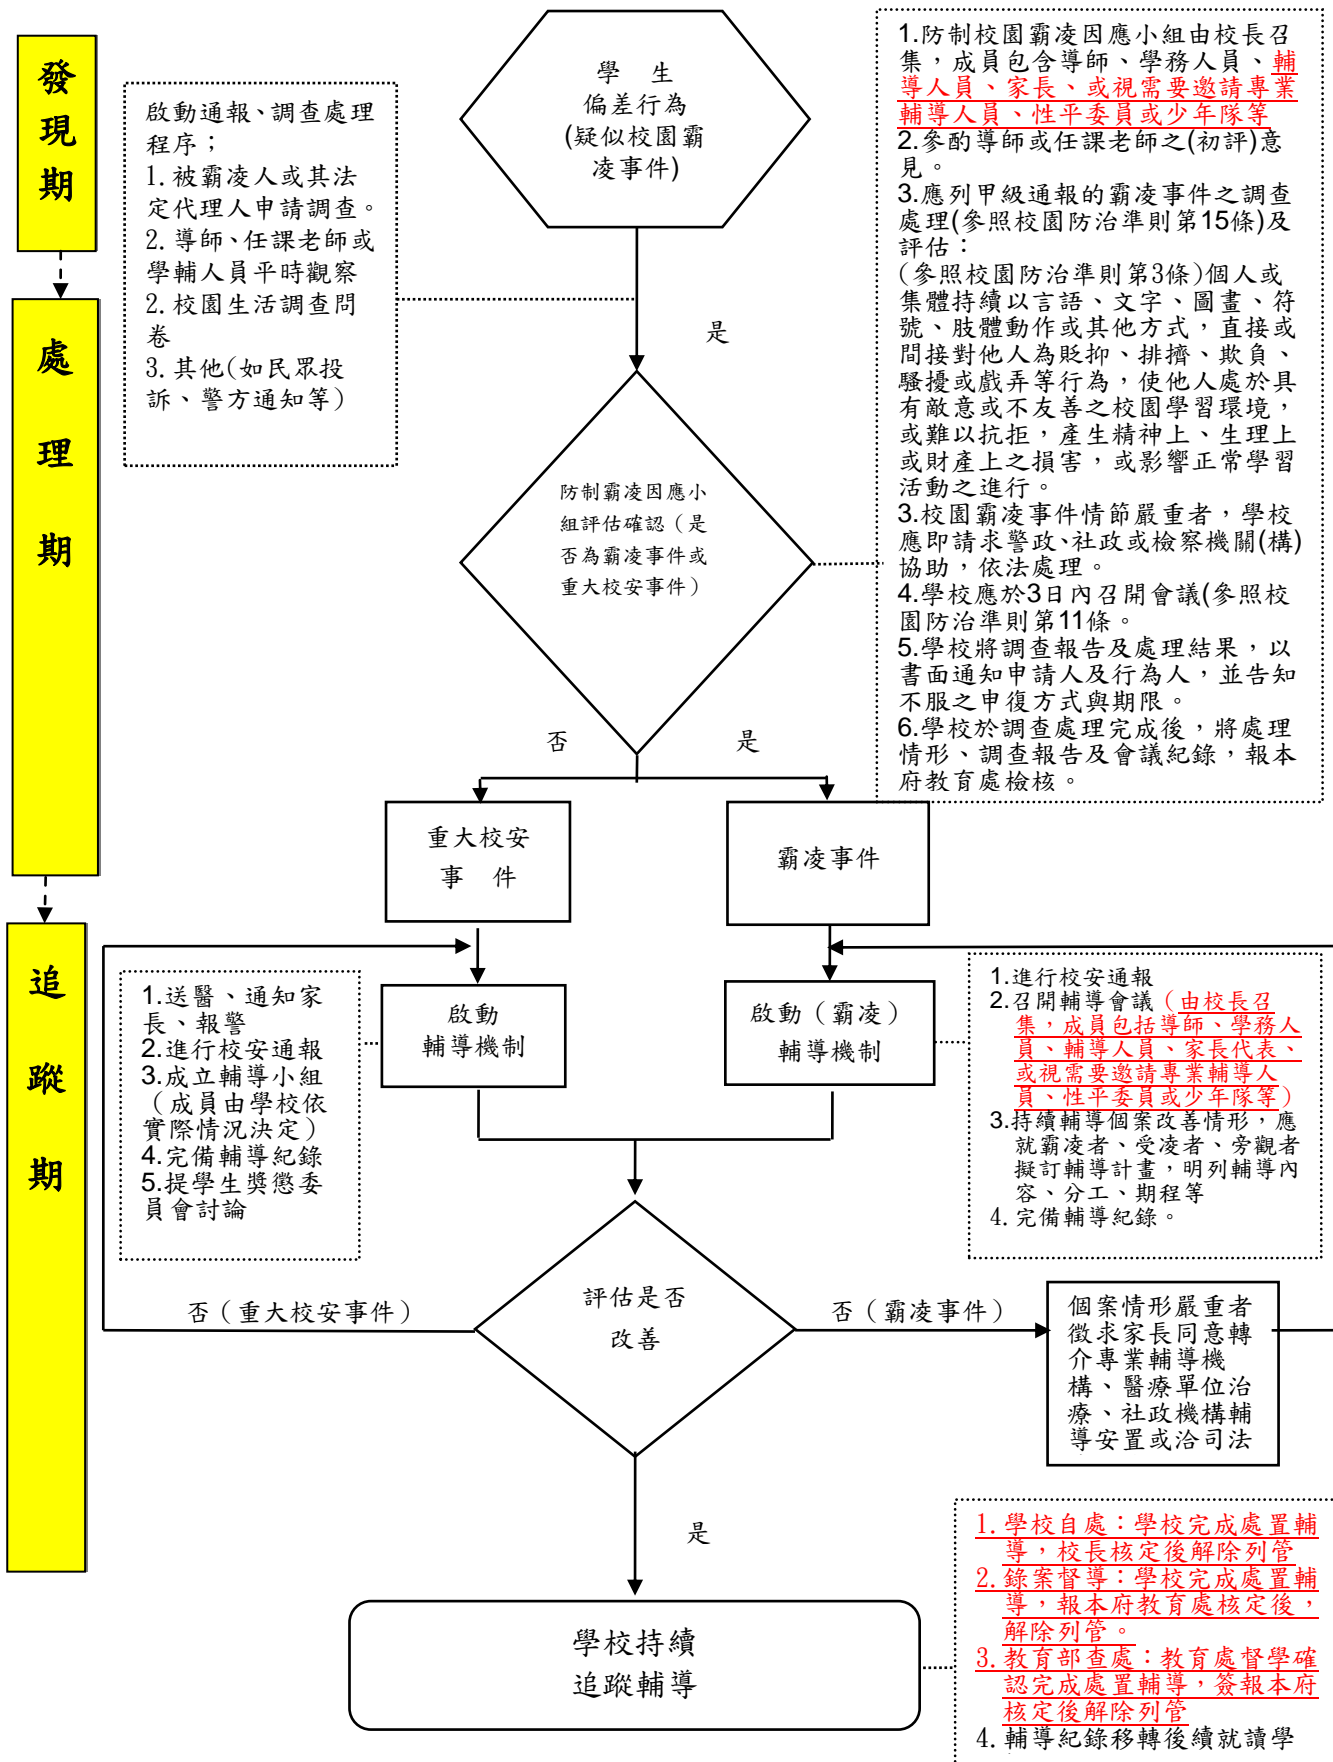 發
現
期
處
理
期
追
蹤
期
啟動通報、調查處理
程序；
1.被霸凌人或其法
定代理人申請調查。
2.導師、任課老師或
學輔人員平時觀察
2.校園生活調查問
卷
3.其他(如民眾投
訴、警方通知等)
學　生
偏差行為
(疑似校園霸
凌事件)
是
1.防制校園霸凌因應小組由校長召
集，成員包含導師、學務人員、輔
導人員、家長、或視需要邀請專業
輔導人員、性平委員或少年隊等
2.參酌導師或任課老師之(初評)意
見。
3.應列甲級通報的霸凌事件之調查
處理(參照校園防治準則第15條)及
評估：
(參照校園防治準則第3條)個人或
集體持續以言語、文字、圖畫、符
號、肢體動作或其他方式，直接或
間接對他人為貶抑、排擠、欺負、
騷擾或戲弄等行為，使他人處於具
有敵意或不友善之校園學習環境，
或難以抗拒，產生精神上、生理上
或財產上之損害，或影響正常學習
活動之進行。
3.校園霸凌事件情節嚴重者，學校
應即請求警政、社政或檢察機關(構)
協助，依法處理。
4.學校應於3日內召開會議(參照校
園防治準則第11條。
5.學校將調查報告及處理結果，以
書面通知申請人及行為人，並告知
不服之申復方式與期限。
6.學校於調查處理完成後，將處理
情形、調查報告及會議紀錄，報本
府教育處檢核。
防制霸凌因應小
組評估確認（是
否為霸凌事件或
重大校安事件）
否
是
重大校安
事　件
霸凌事件
1.送醫、通知家
長、報警
2.進行校安通報
3.成立輔導小組
（成員由學校依
實際情況決定）
4.完備輔導紀錄
5.提學生獎懲委
員會討論
啟動
輔導機制
啟動（霸凌）
輔導機制
1.進行校安通報
2.召開輔導會議（由校長召
集，成員包括導師、學務人
員、輔導人員、家長代表、
或視需要邀請專業輔導人
員、性平委員或少年隊等）
3.持續輔導個案改善情形，應
就霸凌者、受凌者、旁觀者
擬訂輔導計畫，明列輔導內
容、分工、期程等
4.完備輔導紀錄。
評估是否
改善
否（重大校安事件）
否（霸凌事件）
個案情形嚴重者
徵求家長同意轉
介專業輔導機
構、醫療單位治
療、社政機構輔
導安置或洽司法
是
學校持續
追蹤輔導
1.學校自處：學校完成處置輔
導，校長核定後解除列管
2.錄案督導：學校完成處置輔
導，報本府教育處核定後，
解除列管。
3.教育部查處：教育處督學確
認完成處置輔導，簽報本府
核定後解除列管
4.輔導紀錄移轉後續就讀學